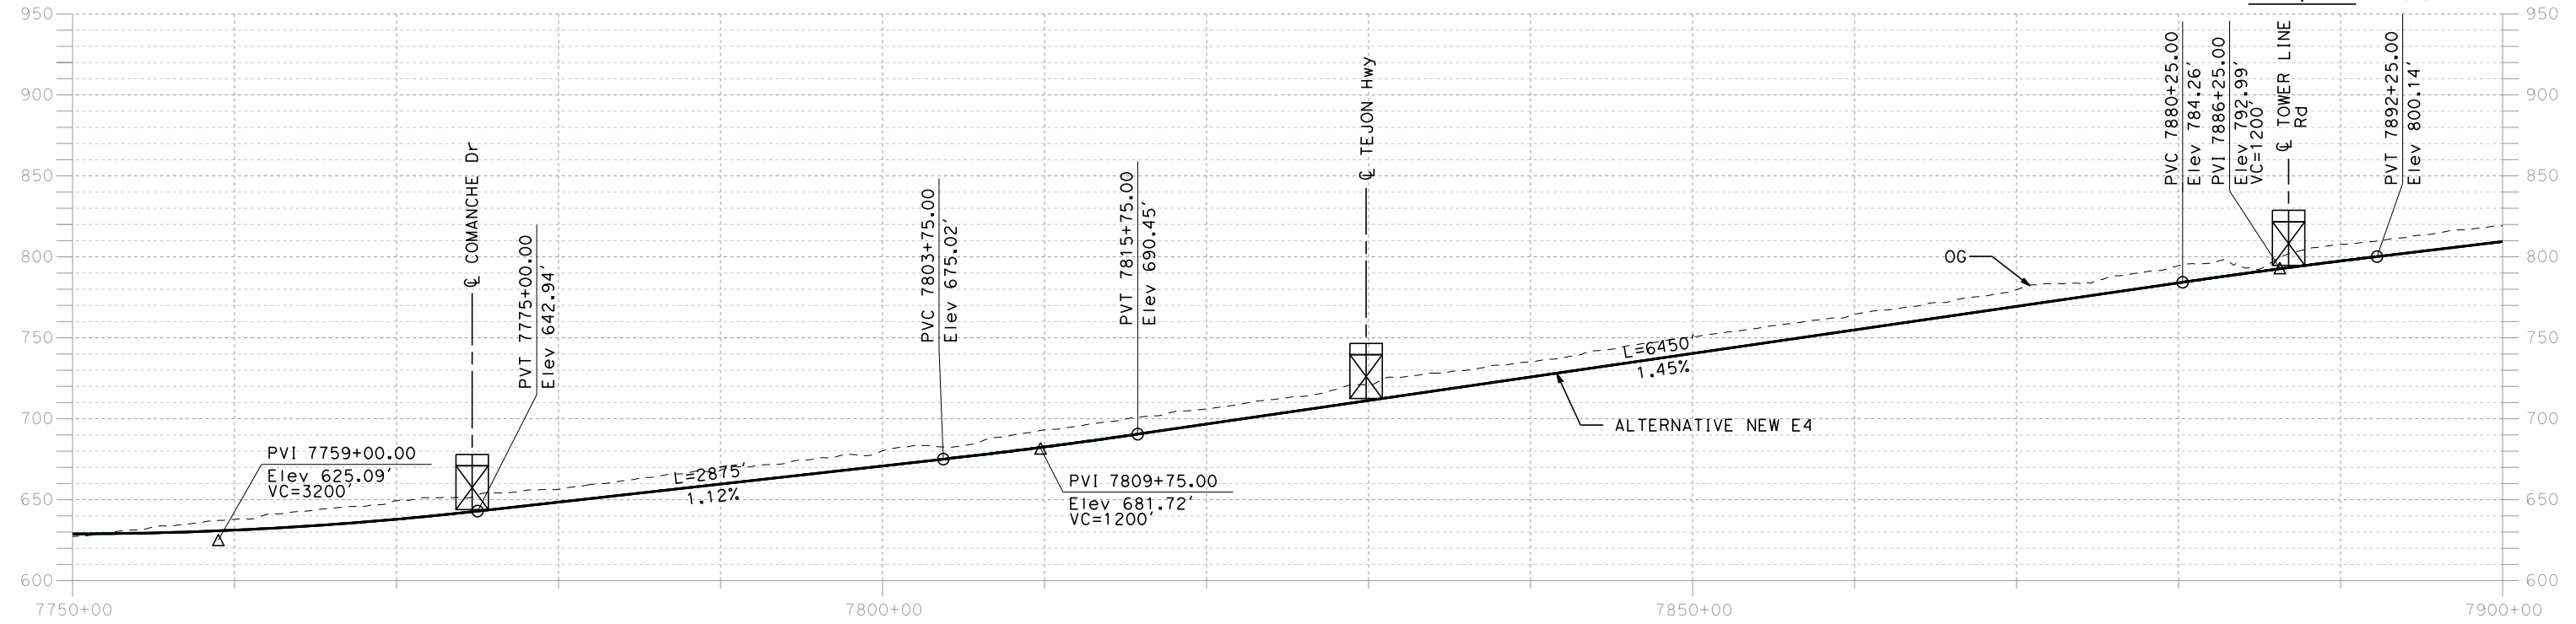 950
900
850
800
750
700
650
600
950
900
850
800
750
700
650
600
7750+00
7800+00
7850+00
7900+00
PVI 7759+00.00
Elev 625.09'
VC=3200'
℄ COMANCHE Dr
PVT 7775+00.00
Elev 642.94'
L=2875'
1.12%
PVC 7803+75.00
Elev 675.02'
PVI 7809+75.00
Elev 681.72'
VC=1200'
PVT 7815+75.00
Elev 690.45'
℄ TEJON Hwy
ALTERNATIVE NEW E4
L=6450'
1.45%
OG
PVC 7880+25.00
Elev 784.26'
PVI 7886+25.00
Elev 792.99'
VC=1200'
℄ TOWER LINE
Rd
PVT 7892+25.00
Elev 800.14'